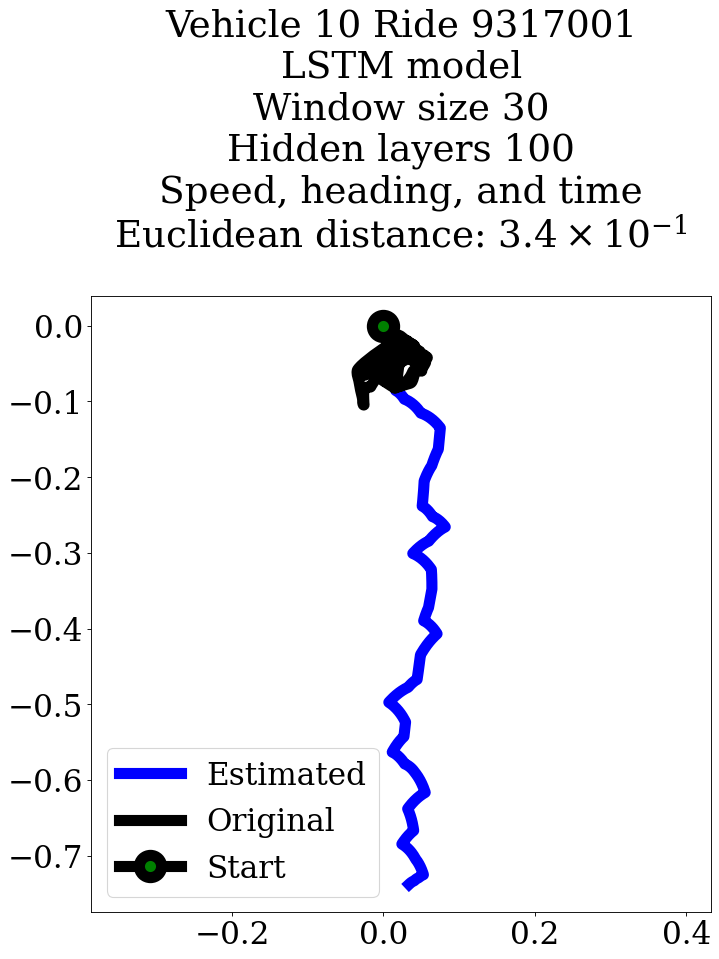 Vehicle 10 Ride 9317001
LSTM model
Window size 30
Hidden layers 100
Speed, heading, and time
Euclidean distance: 3.4 × 10⁻¹
0.0
−0.1
−0.2
−0.3
−0.4
−0.5
−0.6
−0.7
Estimated
Original
Start
−0.2 0.0 0.2 0.4